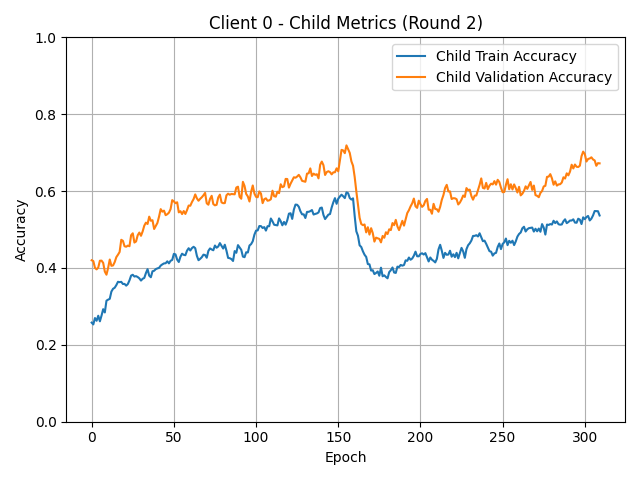 Client 0 - Child Metrics (Round 2)
Child Train Accuracy
Child Validation Accuracy
Accuracy
1.0
0.8
0.6
0.4
0.2
0.0
0 50 100 150 200 250 300
Epoch